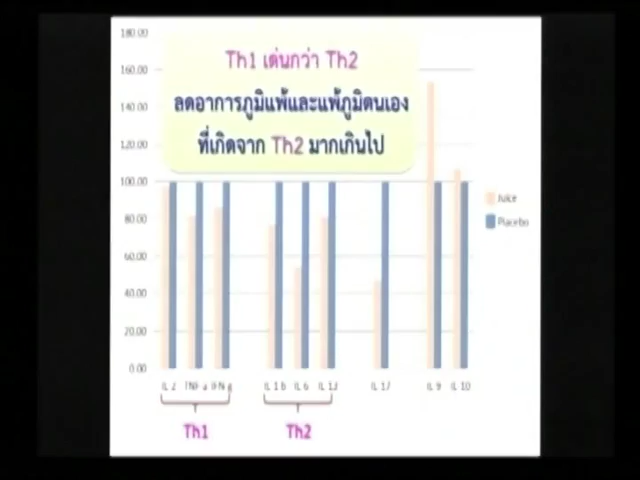 180.00
160.00
140.00
120.00
100.00
80.00
60.00
40.00
20.00
0.00
Th1 เด่นกว่า Th2
ลดอาการภูมิแพ้และแพ้ภูมิตนเอง
ที่เกิดจาก Th2 มากเกินไป
Juice
Placebo
IL 2
IL 1 b
IL 6
IL 17
IL 9
IL 10
Th1
Th2